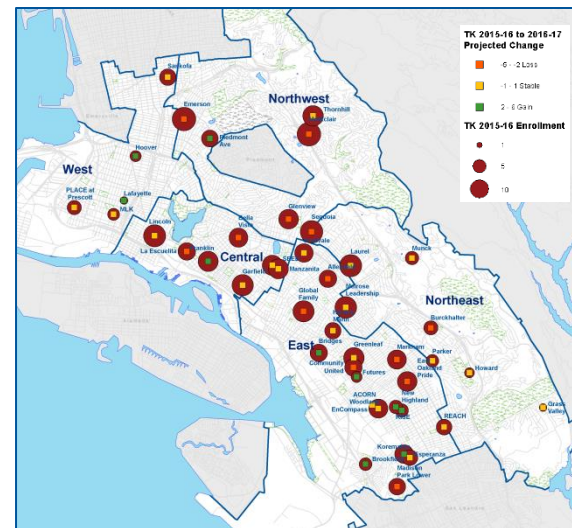 TK 2015-16 to 2016-17
Projected Change
-5 - -2 Loss
-1 - 1 Stable
2 - 6 Gain
TK 2015-16 Enrollment
1
5
10
Sankofa
Emerson
Northwest
Thornhill
Piedmont
Ave
Hoover
West
PLACE at
Prescott
Lafayette
MLK
Lincoln
La Escuelita
Franklin
Bella
Vista
Glenview
Sequoia
Central
Manzanita
Garfield
Laurel
Munck
Allendale
Global
Family
Melrose
Leadership
Northeast
Burckhalter
East
Bridges
Greenleaf
Markham
Parker
Community
United
Futures
East
Oakland
Pride
Howard
Grass
Valley
ACORN
Woodland
EnCompass
New
Highland
RISE
REACH
Korematsu
Esperanza
Brookfield
Madison
Park Lower